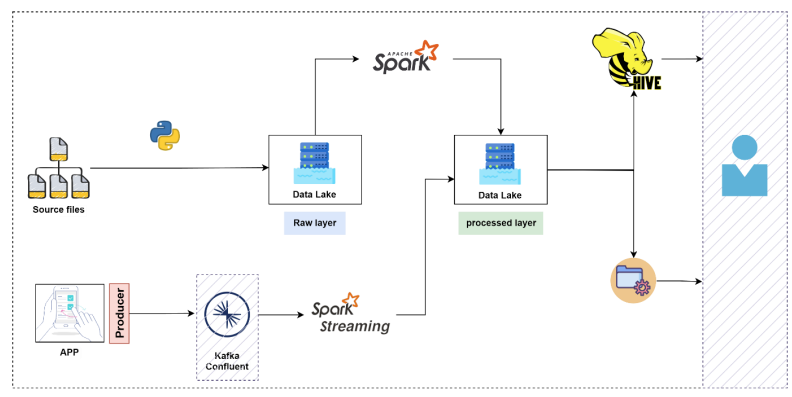 APACHE
Spark
HIVE
Source files
Data Lake
Raw layer
Data Lake
processed layer
APP
Producer
Kafka
Confluent
Spark
Streaming